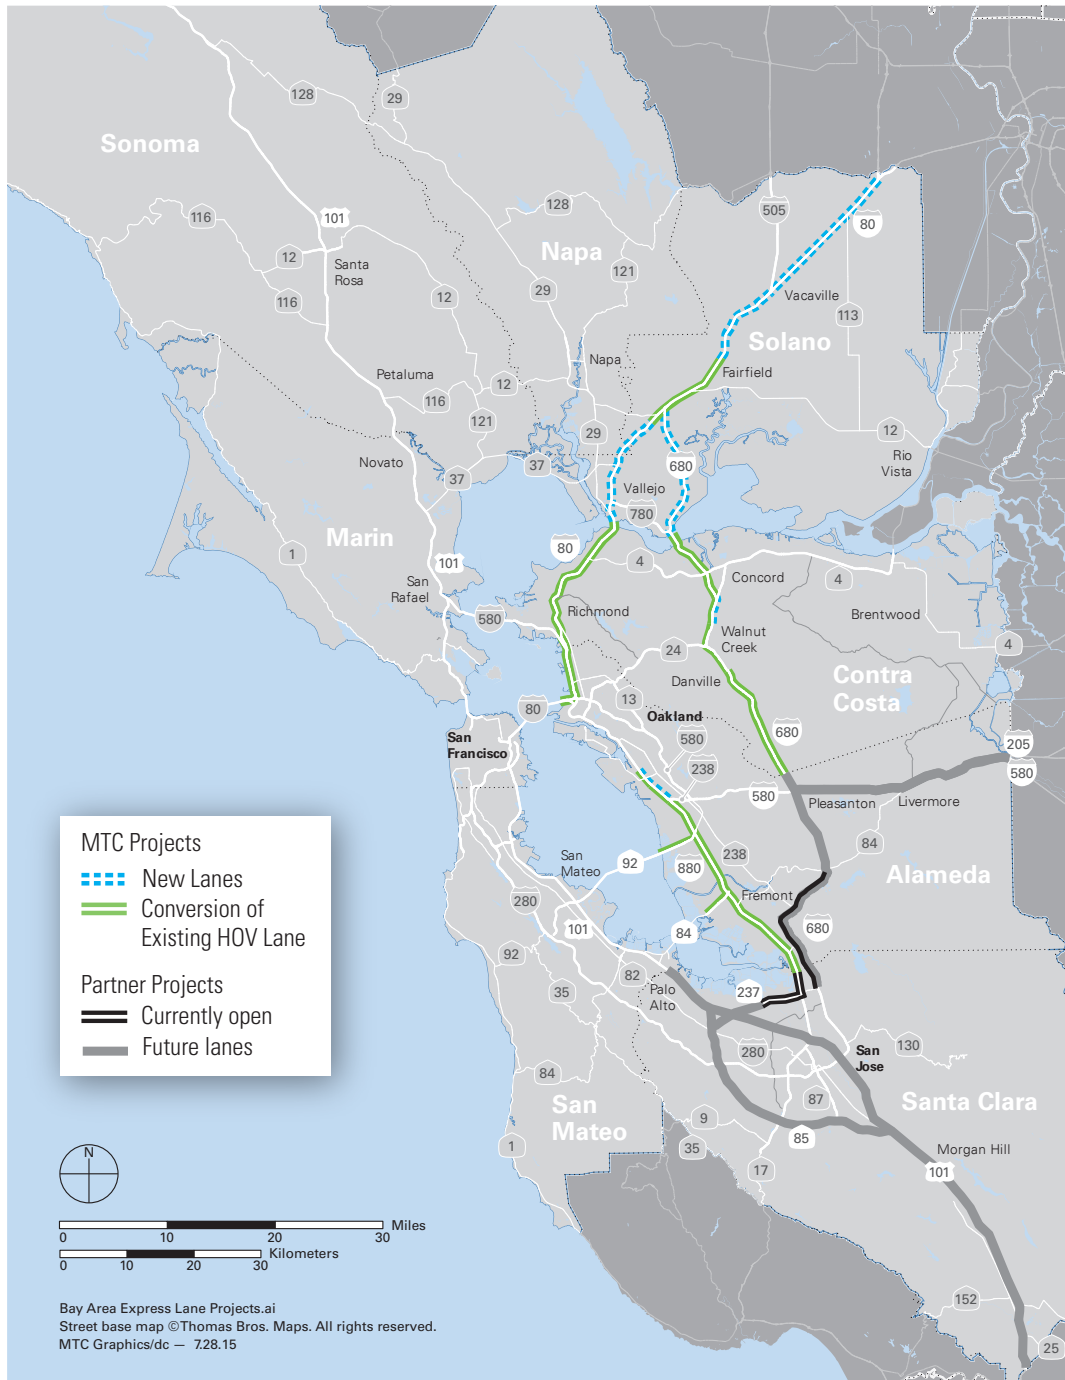 128
29
Sonoma
505
128
116
101
80
Napa
12
Santa
Rosa
121
116
12
29
Vacaville
113
Solano
Napa
Fairfield
Petaluma
12
116
121
29
12
Rio
Vista
Novato
37
37
680
Vallejo
780
Marin
1
80
101
4
Concord
4
San
Rafael
Richmond
Brentwood
580
Walnut
Creek
24
4
Danville
Contra
Costa
13
80
Oakland
680
San
Francisco
580
205
238
580
580
Pleasanton
Livermore
84
San
Mateo
92
238
880
Alameda
Fremont
280
101
84
680
92
82
35
Palo
Alto
237
280
San
Jose
130
84
87
Santa Clara
San
Mateo
9
85
1
35
17
Morgan Hill
101
152
25
MTC Projects
New Lanes
Conversion of
Existing HOV Lane
Partner Projects
Currently open
Future lanes
N
Miles
0 10 20 30
Kilometers
0 10 20 30
Bay Area Express Lane Projects.ai
Street base map ©Thomas Bros. Maps. All rights reserved.
MTC Graphics/dc — 7.28.15